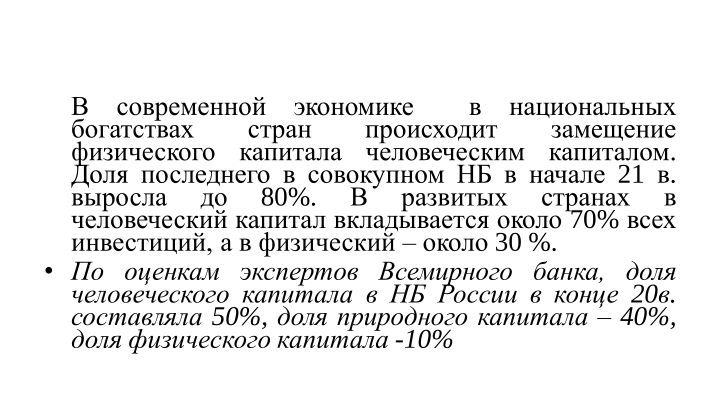 В современной экономике в национальных
богатствах стран происходит замещение
физического капитала человеческим капиталом.
Доля последнего в совокупном НБ в начале 21 в.
выросла до 80%. В развитых странах в
человеческий капитал вкладывается около 70% всех
инвестиций, а в физический – около 30 %.
• По оценкам экспертов Всемирного банка, доля
человеческого капитала в НБ России в конце 20в.
составляла 50%, доля природного капитала – 40%,
доля физического капитала -10%